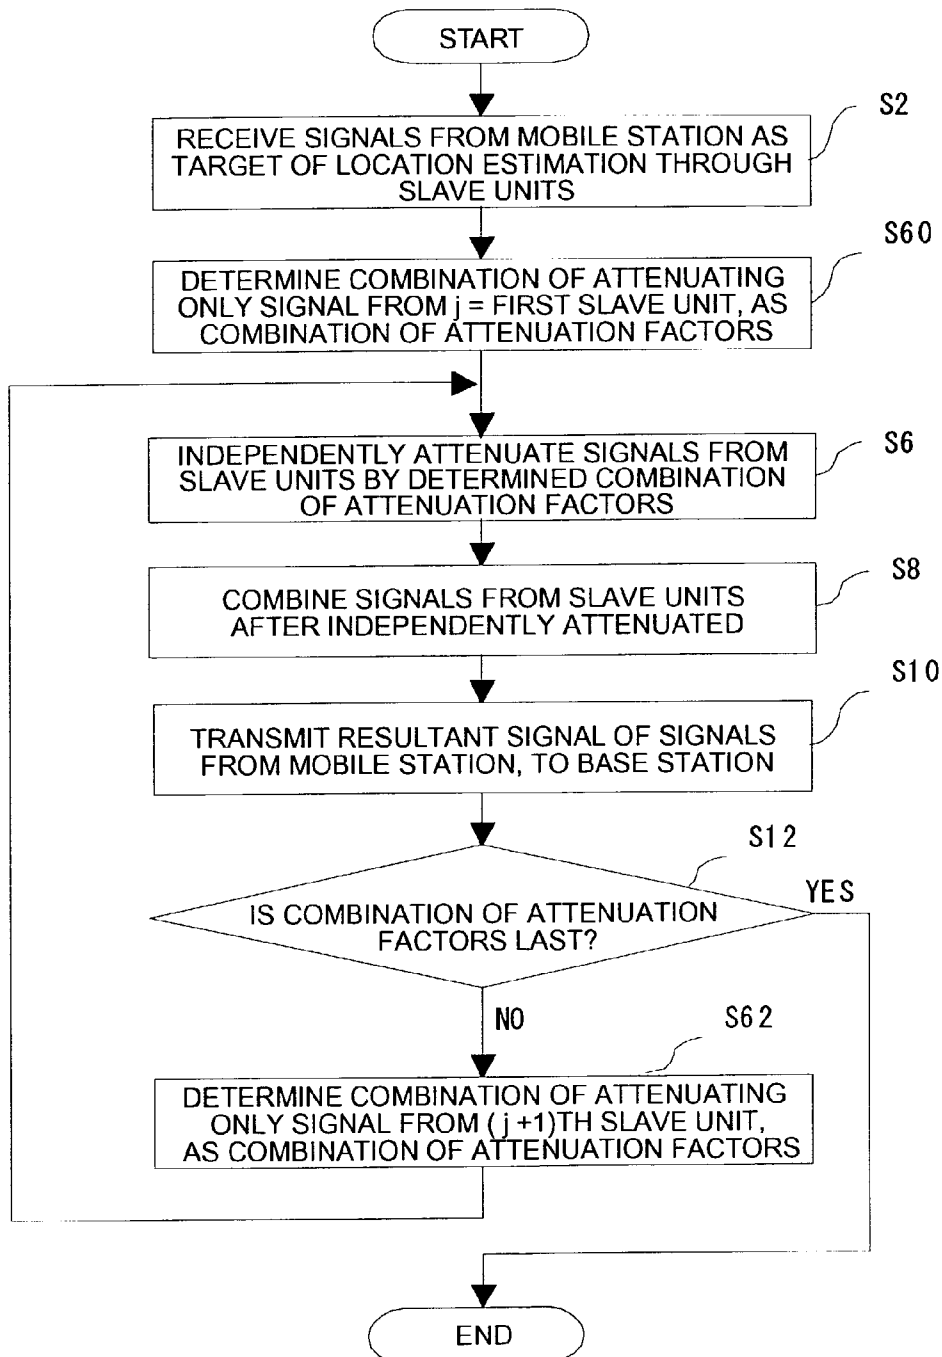 START
S2
RECEIVE SIGNALS FROM MOBILE STATION AS
TARGET OF LOCATION ESTIMATION THROUGH
SLAVE UNITS
S60
DETERMINE COMBINATION OF ATTENUATING
ONLY SIGNAL FROM j = FIRST SLAVE UNIT, AS
COMBINATION OF ATTENUATION FACTORS
S6
INDEPENDENTLY ATTENUATE SIGNALS FROM
SLAVE UNITS BY DETERMINED COMBINATION
OF ATTENUATION FACTORS
S8
COMBINE SIGNALS FROM SLAVE UNITS
AFTER INDEPENDENTLY ATTENUATED
S10
TRANSMIT RESULTANT SIGNAL OF SIGNALS
FROM MOBILE STATION, TO BASE STATION
S12
YES
IS COMBINATION OF ATTENUATION
FACTORS LAST?
NO
S62
DETERMINE COMBINATION OF ATTENUATING
ONLY SIGNAL FROM (j+1)TH SLAVE UNIT,
AS COMBINATION OF ATTENUATION FACTORS
END